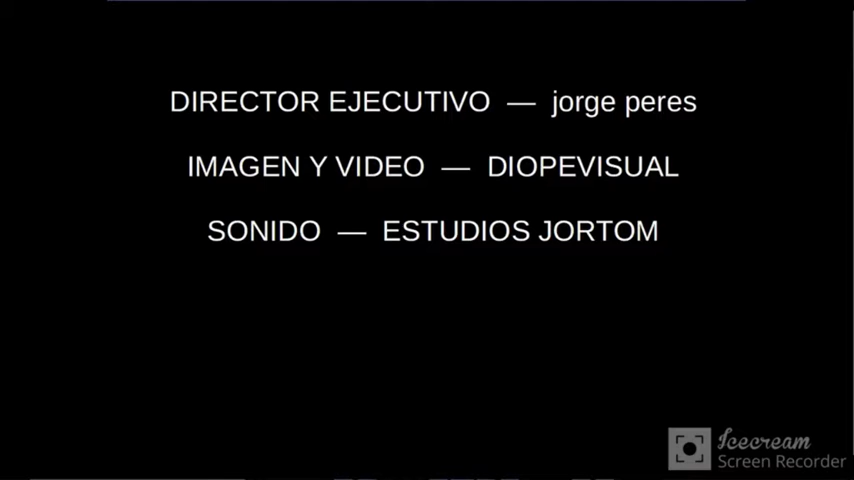 DIRECTOR EJECUTIVO — jorge peres
IMAGEN Y VIDEO — DIOPEVISUAL
SONIDO — ESTUDIOS JORTOM
Icecream
Screen Recorder